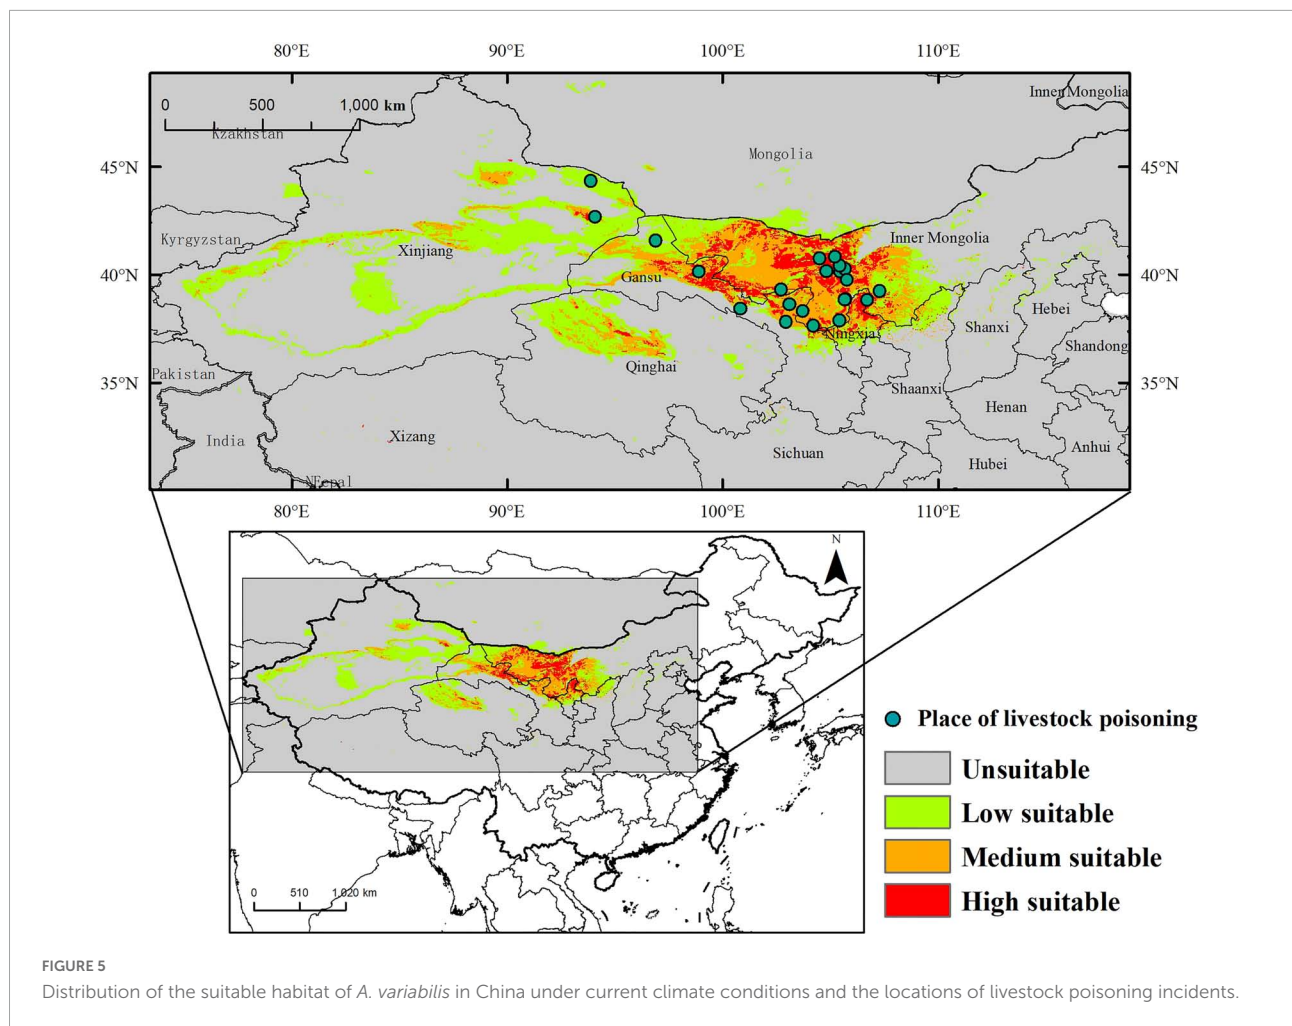 80°E 90°E 100°E 110°E
0 500 1,000 km
Inner Mongolia
Kzakhstan
45°N Mongolia 45°N
Kyrgyzstan
Xinjiang
Inner Mongolia
40°N Gansu 40°N
Hebei
Shanxi
Ningxia
Shandong
Qinghai
Pakistan
35°N Shaanxi 35°N
Henan
India Xizang
Sichuan
Hubei
Anhui
NEepal
80°E 90°E 100°E 110°E
N
Place of livestock poisoning
Unsuitable
Low suitable
Medium suitable
High suitable
0 510 1,020 km
FIGURE 5
Distribution of the suitable habitat of A. variabilis in China under current climate conditions and the locations of livestock poisoning incidents.